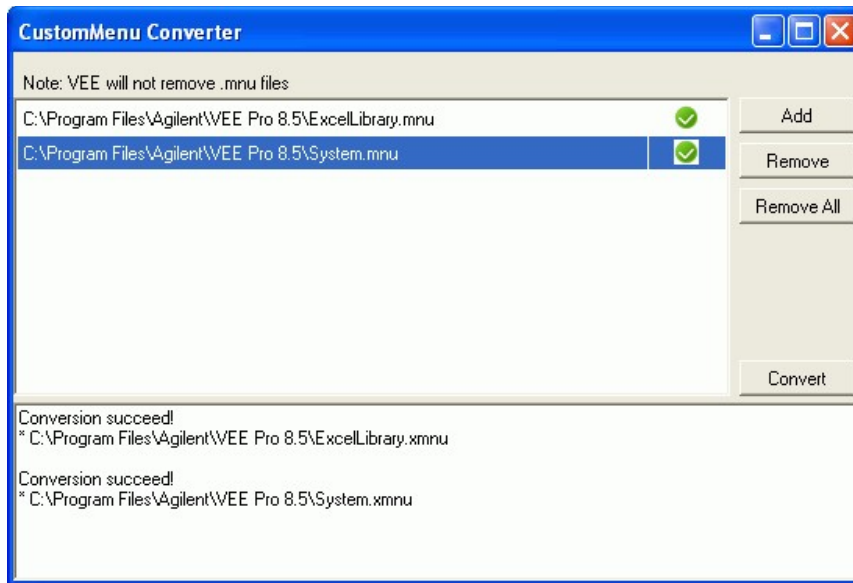 CustomMenu Converter
Note: VEE will not remove .mnu files
C:\Program Files\Agilent\VEE Pro 8.5\ExcelLibrary.mnu
C:\Program Files\Agilent\VEE Pro 8.5\System.mnu
Add
Remove
Remove All
Convert
Conversion succeed!
* C:\Program Files\Agilent\VEE Pro 8.5\ExcelLibrary.xmnu
Conversion succeed!
* C:\Program Files\Agilent\VEE Pro 8.5\System.xmnu